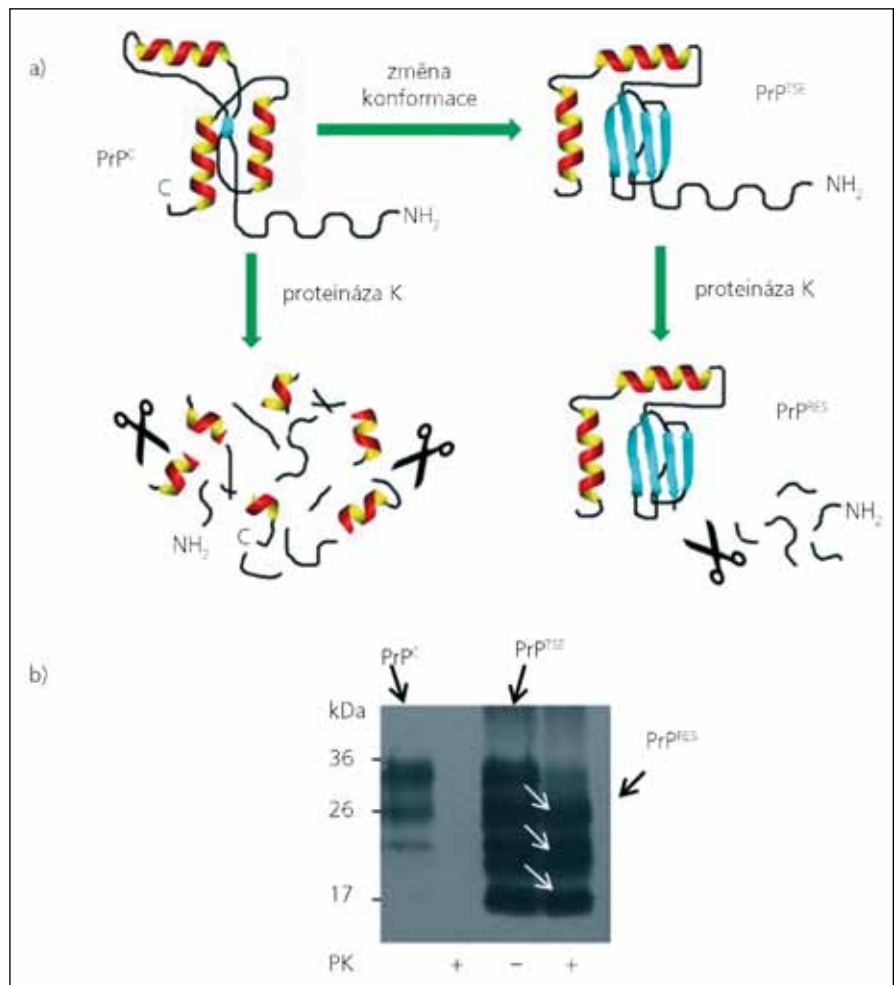 a)
změna
konformace
PrP^TSE
PrP^C
C
NH₂
NH₂
proteináza K
proteináza K
PrP^RES
NH₂
C
NH₂
b)
PrP^C
PrP^TSE
kDa
PrP^RES
36
26
17
PK + – +